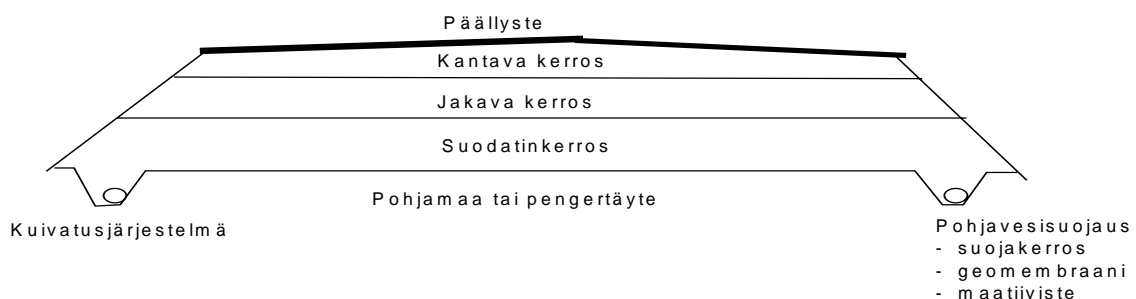 Päällyste
Kantava kerros
Jakava kerros
Suodatinkerros
Pohjamaa tai pengertäyte
Kuivatusjärjestelmä
Pohjavesisuojaus
- suojakerros
- geomembraani
- maatiiviste